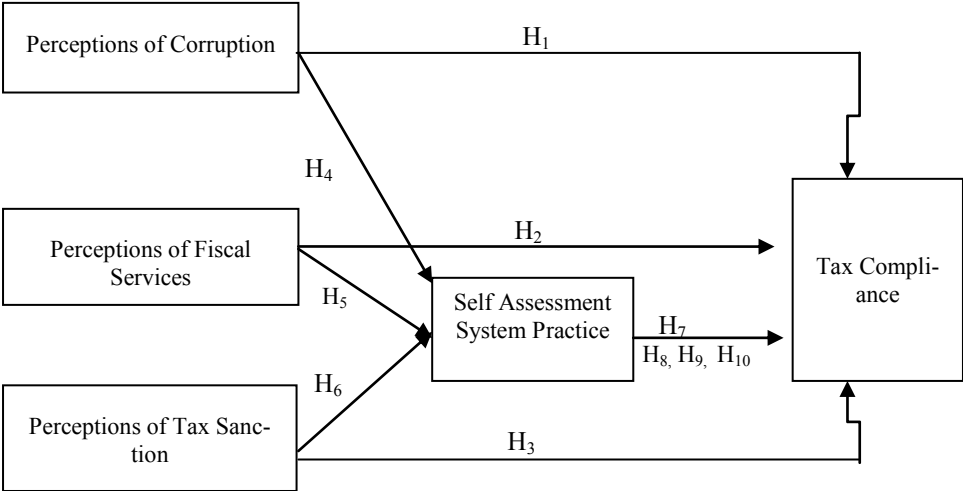 Perceptions of Corruption
H1
H4
Perceptions of Fiscal
Services
H2
H5
Self Assessment
System Practice
H7
H8, H9, H10
Tax Compli-
ance
H6
Perceptions of Tax Sanc-
tion
H3